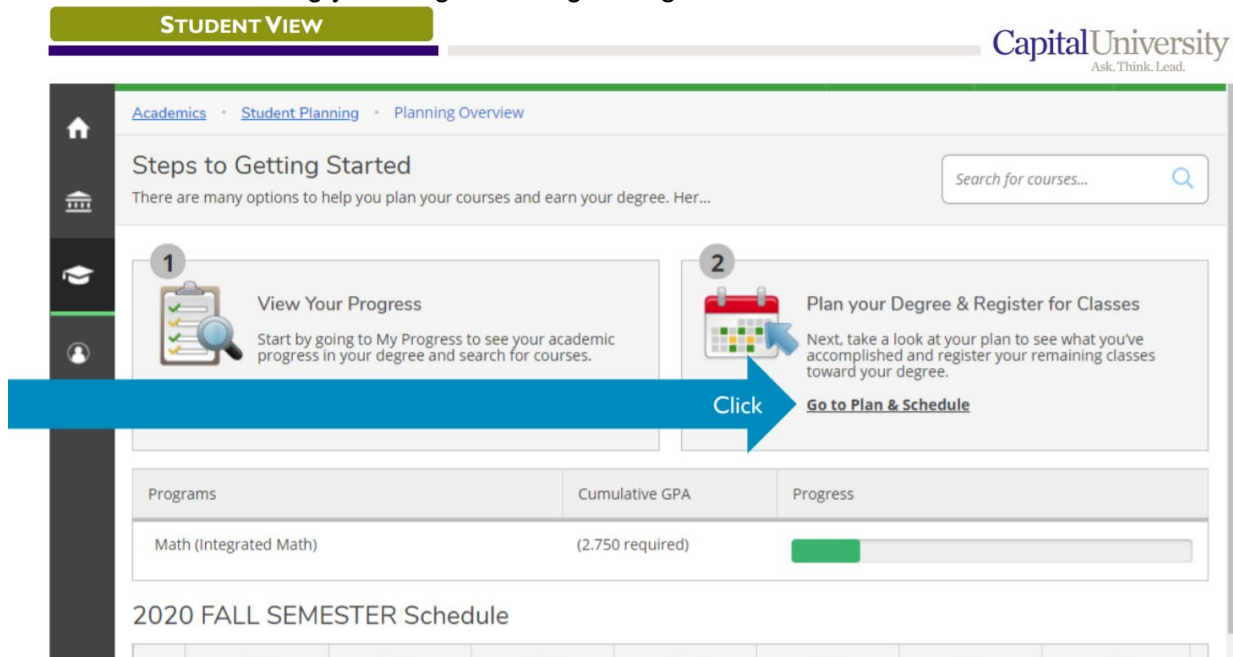 STUDENT VIEW
CapitalUniversity
Ask. Think. Lead.
Academics · Student Planning · Planning Overview
Steps to Getting Started
There are many options to help you plan your courses and earn your degree. Her...
Search for courses...
1
View Your Progress
Start by going to My Progress to see your academic
progress in your degree and search for courses.
2
Plan your Degree & Register for Classes
Next, take a look at your plan to see what you've
accomplished and register your remaining classes
toward your degree.
Click
Go to Plan & Schedule
Programs Cumulative GPA Progress
Math (Integrated Math) (2.750 required)
2020 FALL SEMESTER Schedule